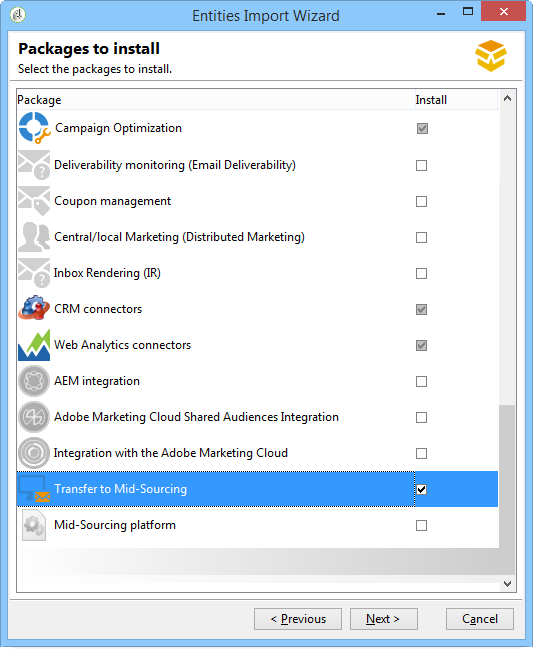 Entities Import Wizard
Packages to install
Select the packages to install.
Package Install
Campaign Optimization
Deliverability monitoring (Email Deliverability)
Coupon management
Central/local Marketing (Distributed Marketing)
Inbox Rendering (IR)
CRM connectors
Web Analytics connectors
AEM integration
Adobe Marketing Cloud Shared Audiences Integration
Integration with the Adobe Marketing Cloud
Transfer to Mid-Sourcing
Mid-Sourcing platform
< Previous Next > Cancel